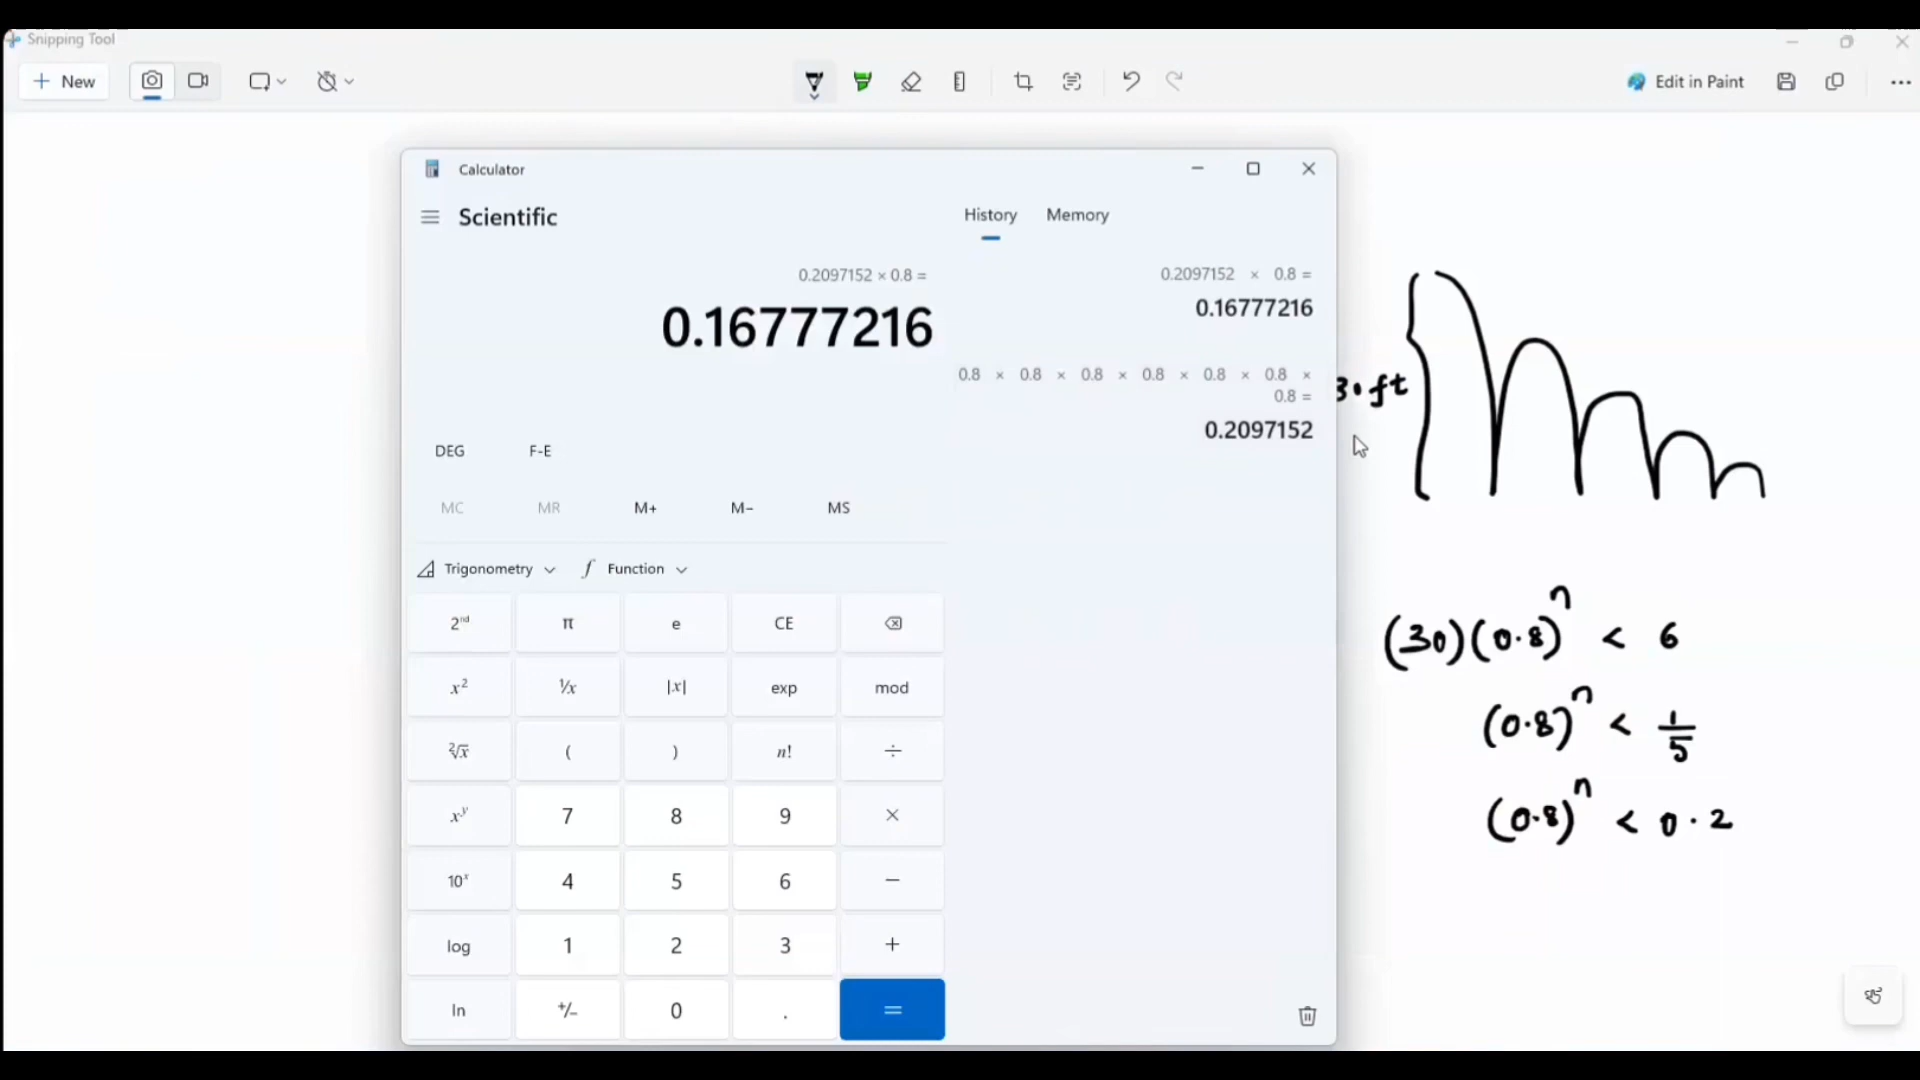 Snipping Tool
New
Edit in Paint
Calculator
Scientific
History Memory
0.2097152 × 0.8 =
0.16777216
0.2097152 × 0.8 =
0.16777216
0.8 × 0.8 × 0.8 × 0.8 × 0.8 × 0.8 ×
0.8 =
0.2097152
DEG F-E
MC MR M+ M− MS
Trigonometry f Function
2ⁿᵈ π e CE
x² ¹/x |x| exp mod
²√x ( ) n! ÷
xʸ 7 8 9 ×
10ˣ 4 5 6 −
log 1 2 3 +
ln +/− 0 . =
30ft
(30)(0.8)ⁿ < 6
(0.8)ⁿ < 1/5
(0.8)ⁿ < 0.2